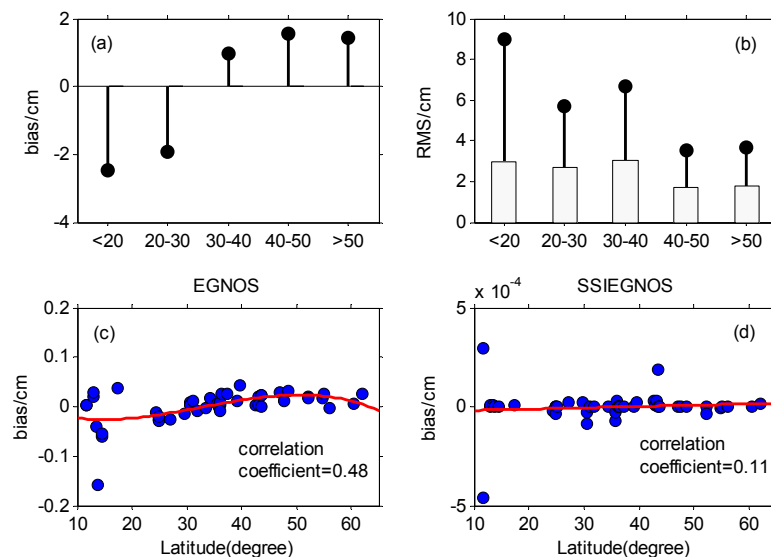 (a)
bias/cm
2
0
-2
-4
<20 20-30 30-40 40-50 >50
(b)
RMS/cm
10
8
6
4
2
0
<20 20-30 30-40 40-50 >50
EGNOS
(c)
bias/cm
0.2
0.1
0
-0.1
-0.2
correlation
coefficient=0.48
10 20 30 40 50 60
Latitude(degree)
SSIEGNOS
x 10-4
(d)
bias/cm
5
0
-5
correlation
coefficient=0.11
10 20 30 40 50 60
Latitude(degree)